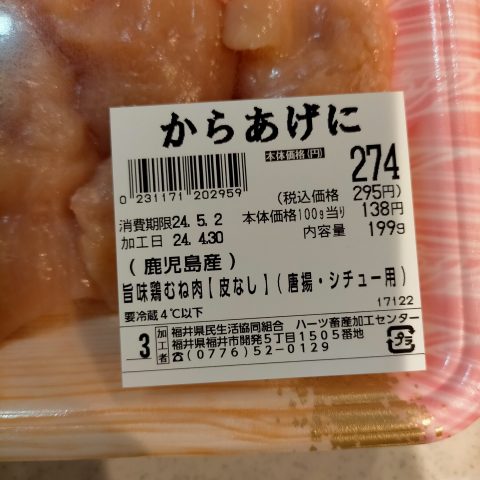 からあげに
本体価格(円) 274
0 231171 202959
(税込価格 295円)
消費期限24.5.2 本体価格100g当り 138円
加工日 24.4.30 内容量 199g
(鹿児島産)
旨味鶏むね肉【皮なし】(唐揚・シチュー用)
要冷蔵4℃以下 17122
3 加工者 福井県民生活協同組合 ハーツ畜産加工センター
福井県福井市開発5丁目1505番地
☎(0776)52-0129
プラ